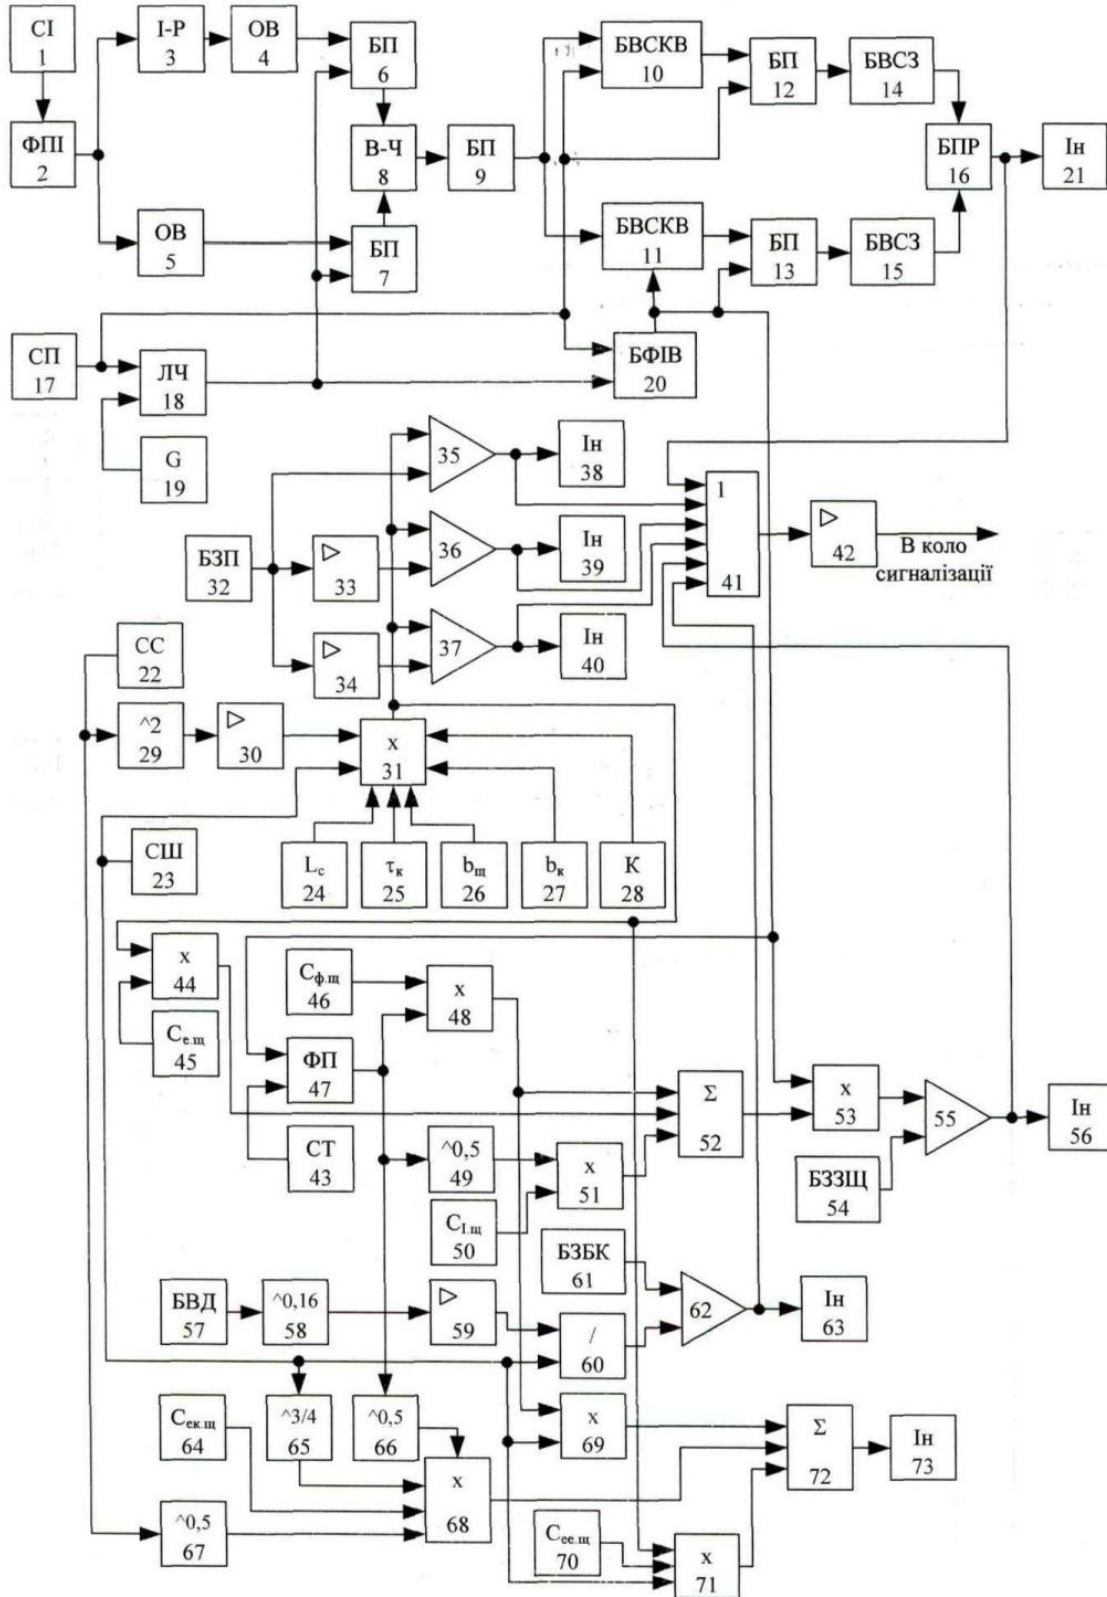 СІ
1
І-Р
3
ОВ
4
БП
6
БВСКВ
10
БП
12
БВСЗ
14
ФПІ
2
В-Ч
8
БП
9
БПР
16
Ін
21
ОВ
5
БП
7
БВСКВ
11
БП
13
БВСЗ
15
СП
17
ЛЧ
18
БФІВ
20
G
19
35
Ін
38
1
41
42
В коло
сигналізації
БЗП
32
33
36
Ін
39
34
37
Ін
40
СС
22
^2
29
30
x
31
СШ
23
Lс
24
τк
25
bщ
26
bк
27
К
28
x
44
Сф.щ
46
x
48
Се.щ
45
ФП
47
Σ
52
x
53
55
Ін
56
СТ
43
^0,5
49
x
51
БЗЗЩ
54
СІ.щ
50
БЗБК
61
62
Ін
63
БВД
57
^0,16
58
59
/
60
Сек.щ
64
^3/4
65
^0,5
66
x
69
Σ
72
Ін
73
x
68
^0,5
67
Сее.щ
70
x
71